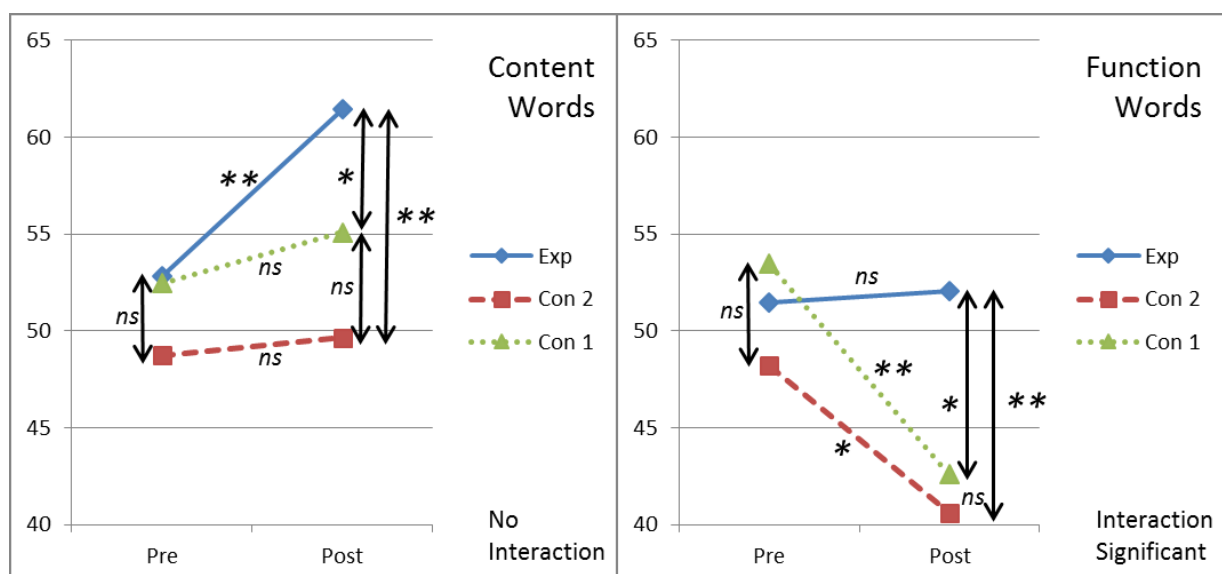 65
60
55
50
45
40
Content
Words
**
*
**
ns
ns
ns
ns
Exp
Con 2
Con 1
Pre
Post
No
Interaction
65
60
55
50
45
40
Function
Words
ns
ns
**
*
*
**
ns
Exp
Con 2
Con 1
Pre
Post
Interaction
Significant